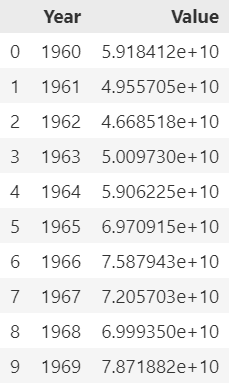 Year Value
0 1960 5.918412e+10
1 1961 4.955705e+10
2 1962 4.668518e+10
3 1963 5.009730e+10
4 1964 5.906225e+10
5 1965 6.970915e+10
6 1966 7.587943e+10
7 1967 7.205703e+10
8 1968 6.999350e+10
9 1969 7.871882e+10